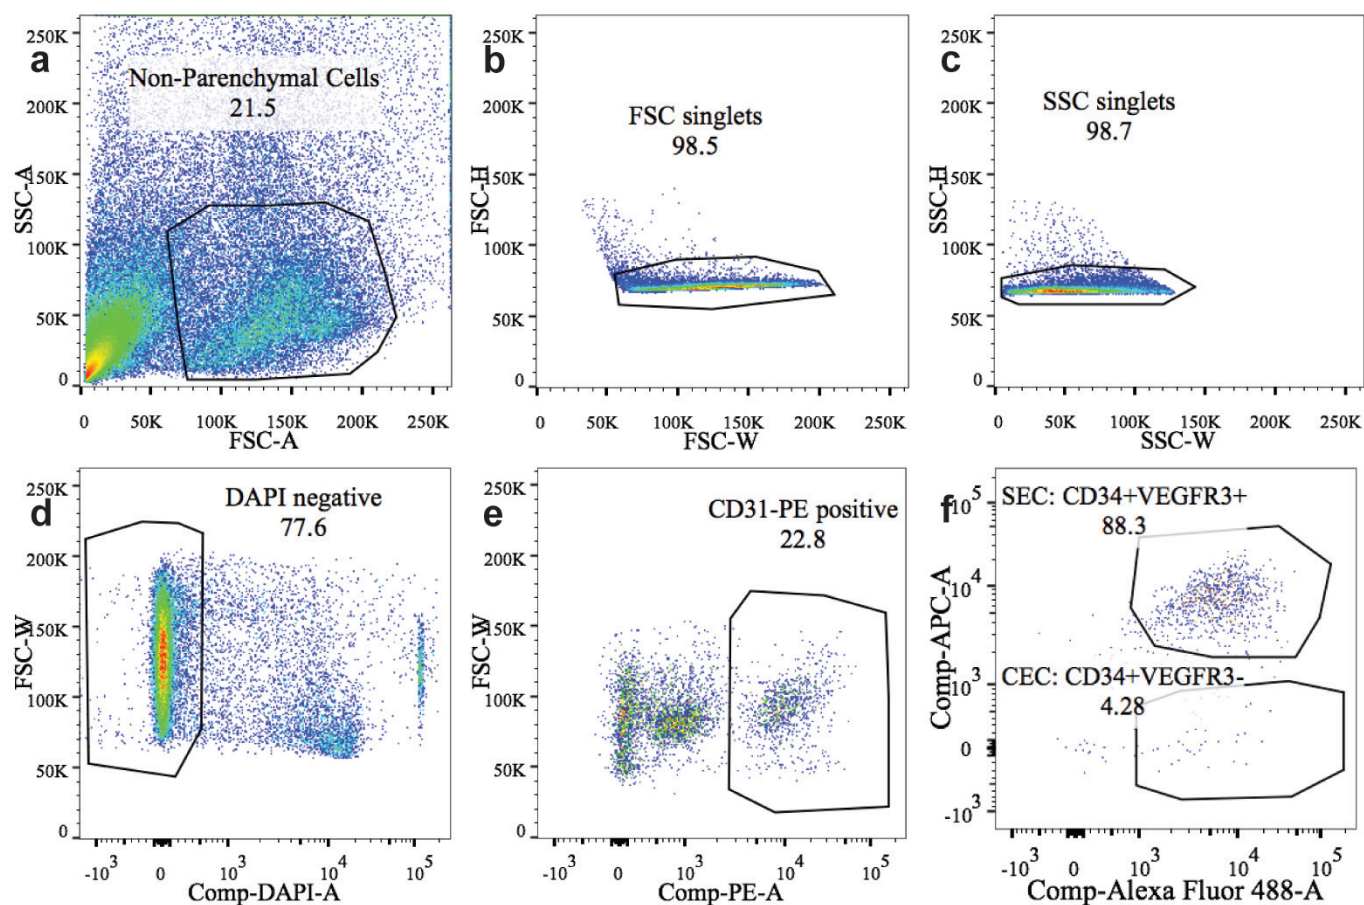 a
Non-Parenchymal Cells
21.5
250K
200K
150K
100K
50K
0
SSC-A
0 50K 100K 150K 200K 250K
FSC-A
b
FSC singlets
98.5
250K
200K
150K
100K
50K
0
FSC-H
0 50K 100K 150K 200K 250K
FSC-W
c
SSC singlets
98.7
250K
200K
150K
100K
50K
0
SSC-H
0 50K 100K 150K 200K 250K
SSC-W
d
DAPI negative
77.6
250K
200K
150K
100K
50K
0
FSC-W
-10³ 0 10³ 10⁴ 10⁵
Comp-DAPI-A
e
CD31-PE positive
22.8
250K
200K
150K
100K
50K
0
FSC-W
-10³ 0 10³ 10⁴ 10⁵
Comp-PE-A
f
SEC: CD34+VEGFR3+
88.3
CEC: CD34+VEGFR3-
4.28
10⁵
10⁴
10³
0
-10³
Comp-APC-A
-10³ 0 10³ 10⁴ 10⁵
Comp-Alexa Fluor 488-A